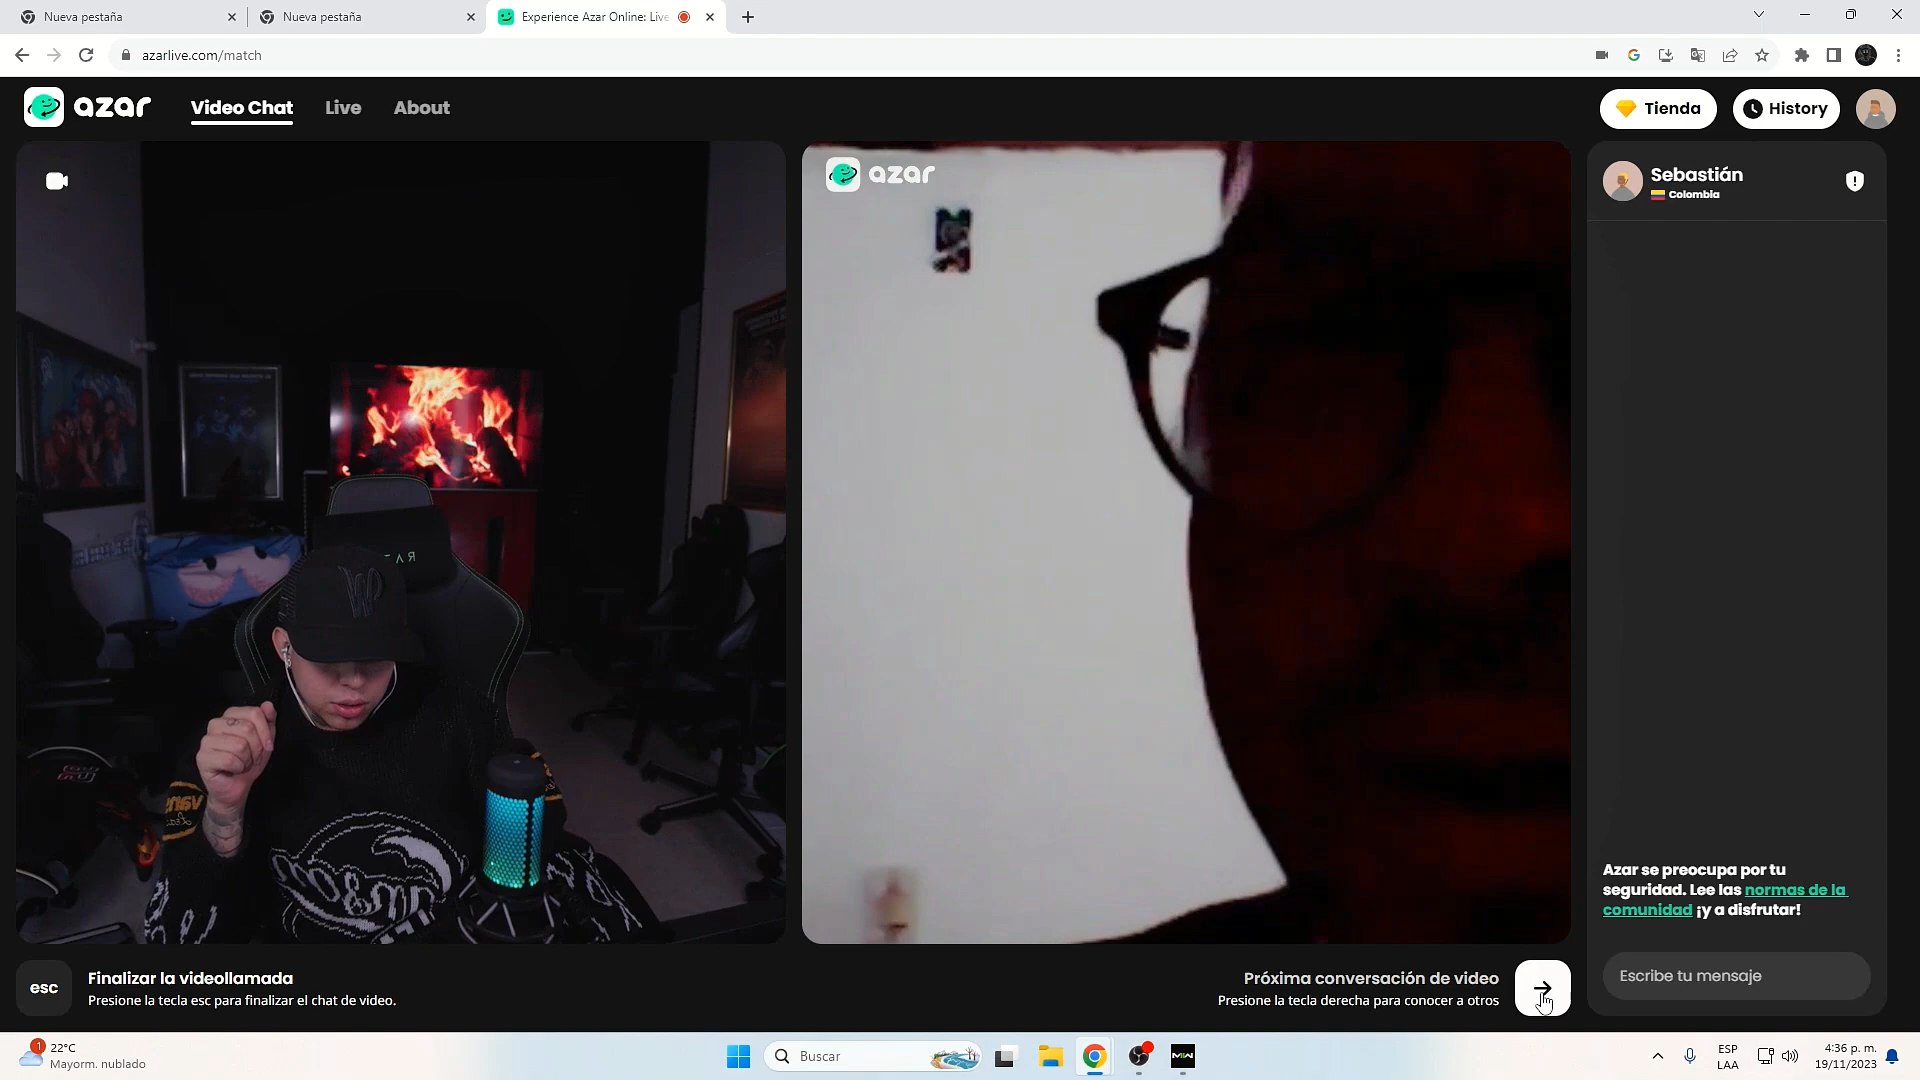 Nueva pestaña
Nueva pestaña
Experience Azar Online: Live
azarlive.com/match
azar
Video Chat
Live
About
Tienda
History
azar
Sebastián
Colombia
Azar se preocupa por tu
seguridad. Lee las normas de la
comunidad ¡y a disfrutar!
esc
Finalizar la videollamada
Presione la tecla esc para finalizar el chat de video.
Próxima conversación de video
Presione la tecla derecha para conocer a otros
Escribe tu mensaje
1
22°C
Mayorm. nublado
Buscar
ESP
LAA
4:36 p. m.
19/11/2023